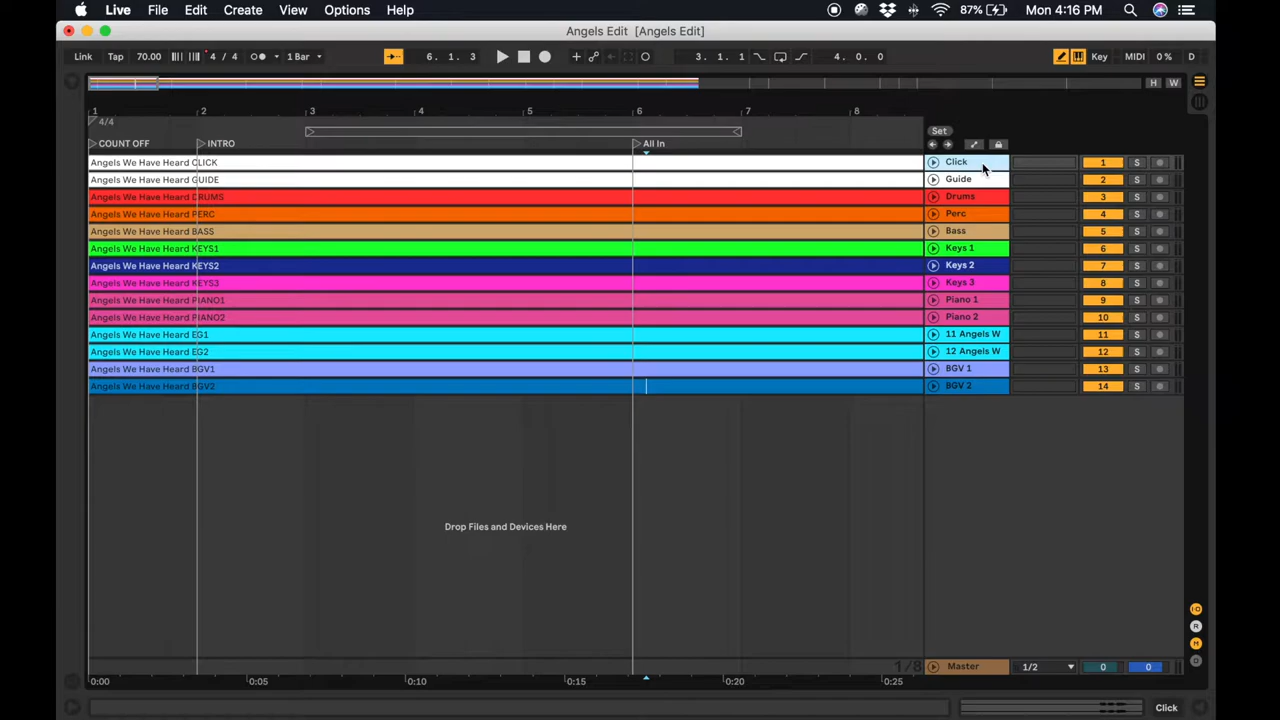 Live File Edit Create View Options Help 87% Mon 4:16 PM
Angels Edit [Angels Edit]
Link Tap 70.00 4 / 4 1 Bar 6. 1. 3 3. 1. 1 4. 0. 0 Key MIDI 0 % D
H W
1 2 3 4 5 6 7 8
4/4
Set
COUNT OFF INTRO All In
Angels We Have Heard CLICK Click 1 S
Angels We Have Heard GUIDE Guide 2 S
Angels We Have Heard DRUMS Drums 3 S
Angels We Have Heard PERC Perc 4 S
Angels We Have Heard BASS Bass 5 S
Angels We Have Heard KEYS1 Keys 1 6 S
Angels We Have Heard KEYS2 Keys 2 7 S
Angels We Have Heard KEYS3 Keys 3 8 S
Angels We Have Heard PIANO1 Piano 1 9 S
Angels We Have Heard PIANO2 Piano 2 10 S
Angels We Have Heard EG1 11 Angels W 11 S
Angels We Have Heard EG2 12 Angels W 12 S
Angels We Have Heard BGV1 BGV 1 13 S
Angels We Have Heard BGV2 BGV 2 14 S
Drop Files and Devices Here
I·O
R
M
D
1/8 Master 1/2 0 0
0:00 0:05 0:10 0:15 0:20 0:25
Click